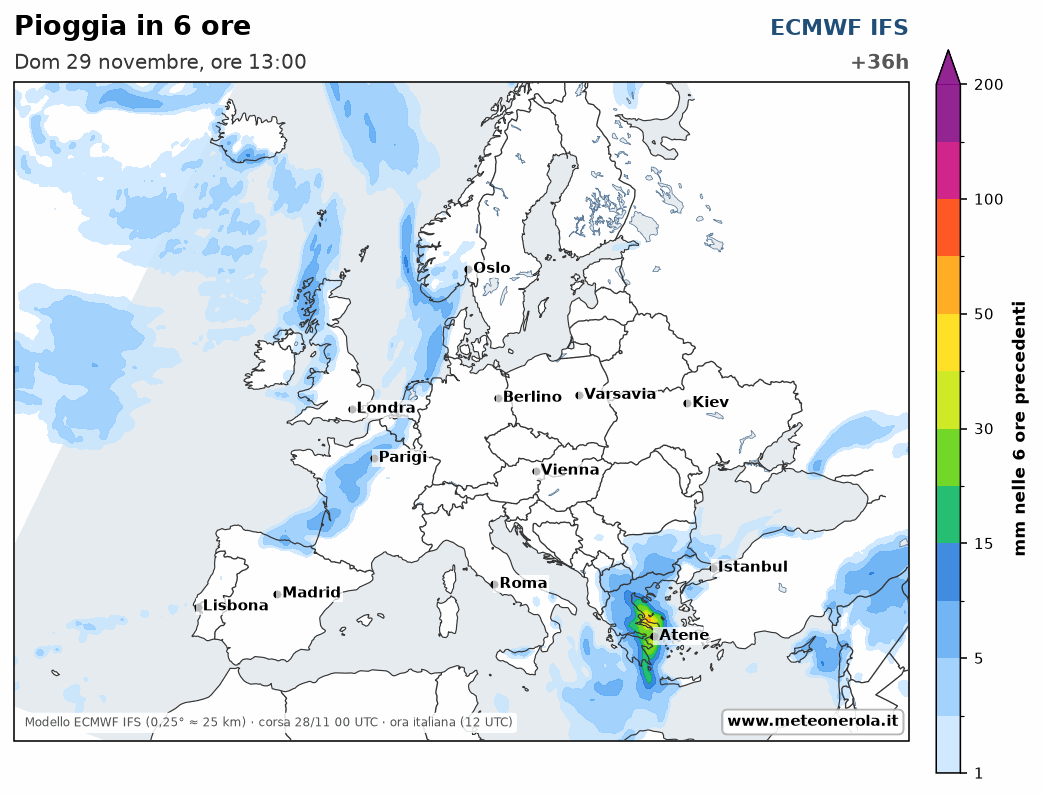 Pioggia in 6 ore
ECMWF IFS
Dom 29 novembre, ore 13:00
+36h
200
100
50
30
15
5
1
mm nelle 6 ore precedenti
Oslo
Berlino
Varsavia
Kiev
Londra
Parigi
Vienna
Istanbul
Roma
Madrid
Lisbona
Atene
Modello ECMWF IFS (0,25° ≈ 25 km) · corsa 28/11 00 UTC · ora italiana (12 UTC)
www.meteonerola.it